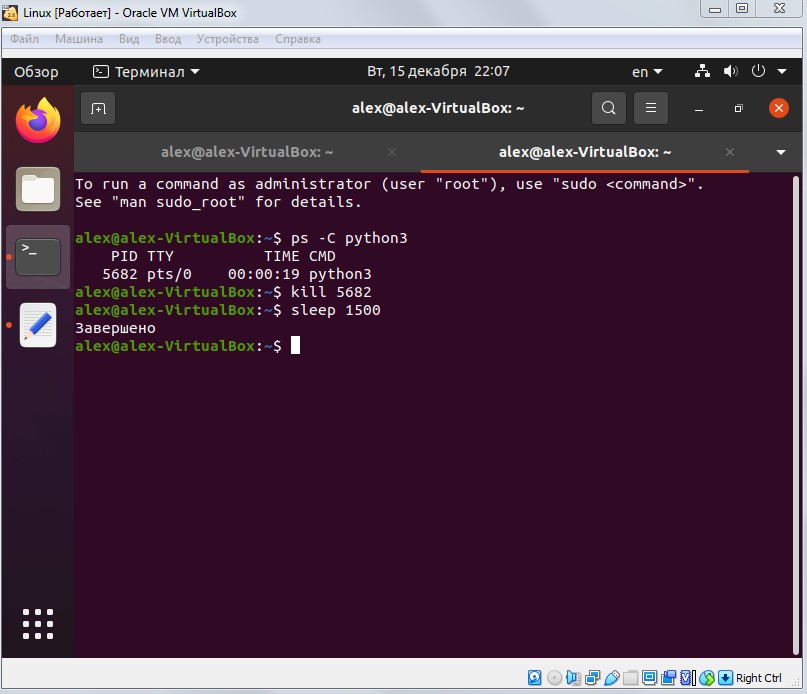 Linux [Работает] - Oracle VM VirtualBox
Файл Машина Вид Ввод Устройства Справка
Обзор Терминал Вт, 15 декабря 22:07 en
alex@alex-VirtualBox: ~
alex@alex-VirtualBox: ~ alex@alex-VirtualBox: ~
To run a command as administrator (user "root"), use "sudo <command>".
See "man sudo_root" for details.
alex@alex-VirtualBox:~$ ps -C python3
PID TTY TIME CMD
5682 pts/0 00:00:19 python3
alex@alex-VirtualBox:~$ kill 5682
alex@alex-VirtualBox:~$ sleep 1500
Завершено
alex@alex-VirtualBox:~$
Right Ctrl